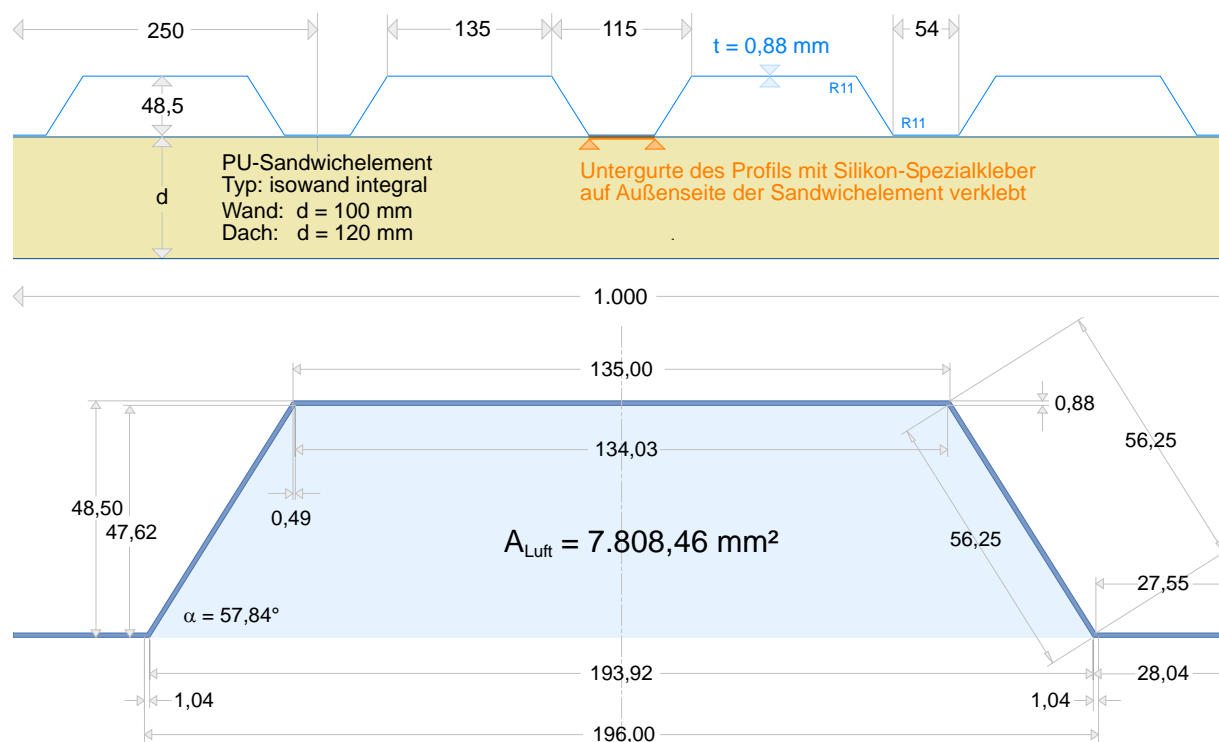 250
135
115
54
t = 0,88 mm
48,5
R11
R11
d
PU-Sandwichelement
Typ: isowand integral
Wand: d = 100 mm
Dach: d = 120 mm
Untergurte des Profils mit Silikon-Spezialkleber
auf Außenseite der Sandwichelement verklebt
1.000
135,00
0,88
134,03
56,25
48,50
47,62
0,49
A Luft = 7.808,46 mm²
56,25
27,55
α = 57,84°
193,92
28,04
1,04
1,04
196,00